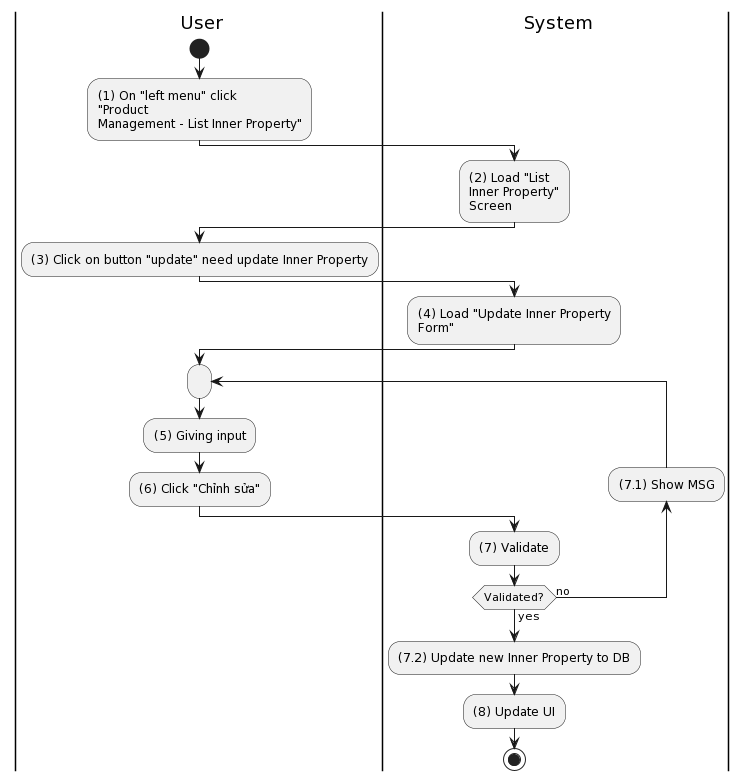 User
System
(1) On "left menu" click
"Product
Management - List Inner Property"
(2) Load "List
Inner Property"
Screen
(3) Click on button "update" need update Inner Property
(4) Load "Update Inner Property
Form"
(5) Giving input
(6) Click "Chỉnh sửa"
(7.1) Show MSG
(7) Validate
Validated?
no
yes
(7.2) Update new Inner Property to DB
(8) Update UI